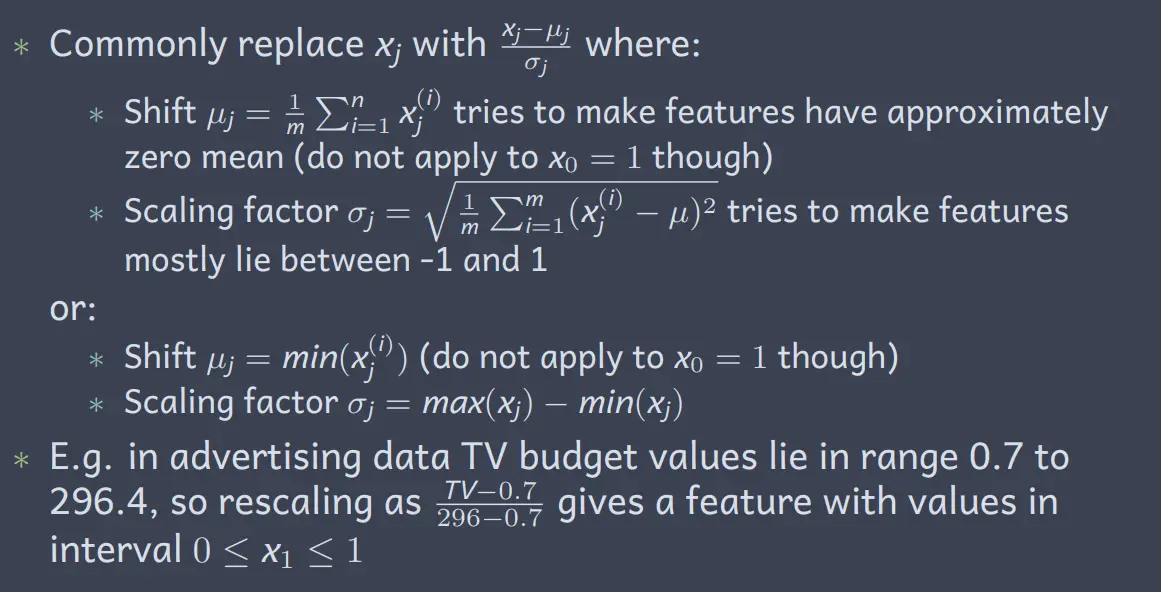 * Commonly replace $x_j$ with $\frac{x_j-\mu_j}{\sigma_j}$ where:
* Shift $\mu_j = \frac{1}{m}\sum_{i=1}^{n} x_j^{(i)}$ tries to make features have approximately
zero mean (do not apply to $x_0 = 1$ though)
* Scaling factor $\sigma_j = \sqrt{\frac{1}{m}\sum_{i=1}^{m}(x_j^{(i)} - \mu)^2}$ tries to make features
mostly lie between -1 and 1
or:
* Shift $\mu_j = min(x_j^{(i)})$ (do not apply to $x_0 = 1$ though)
* Scaling factor $\sigma_j = max(x_j) - min(x_j)$
* E.g. in advertising data TV budget values lie in range 0.7 to
296.4, so rescaling as $\frac{TV-0.7}{296-0.7}$ gives a feature with values in
interval $0 \leq x_1 \leq 1$